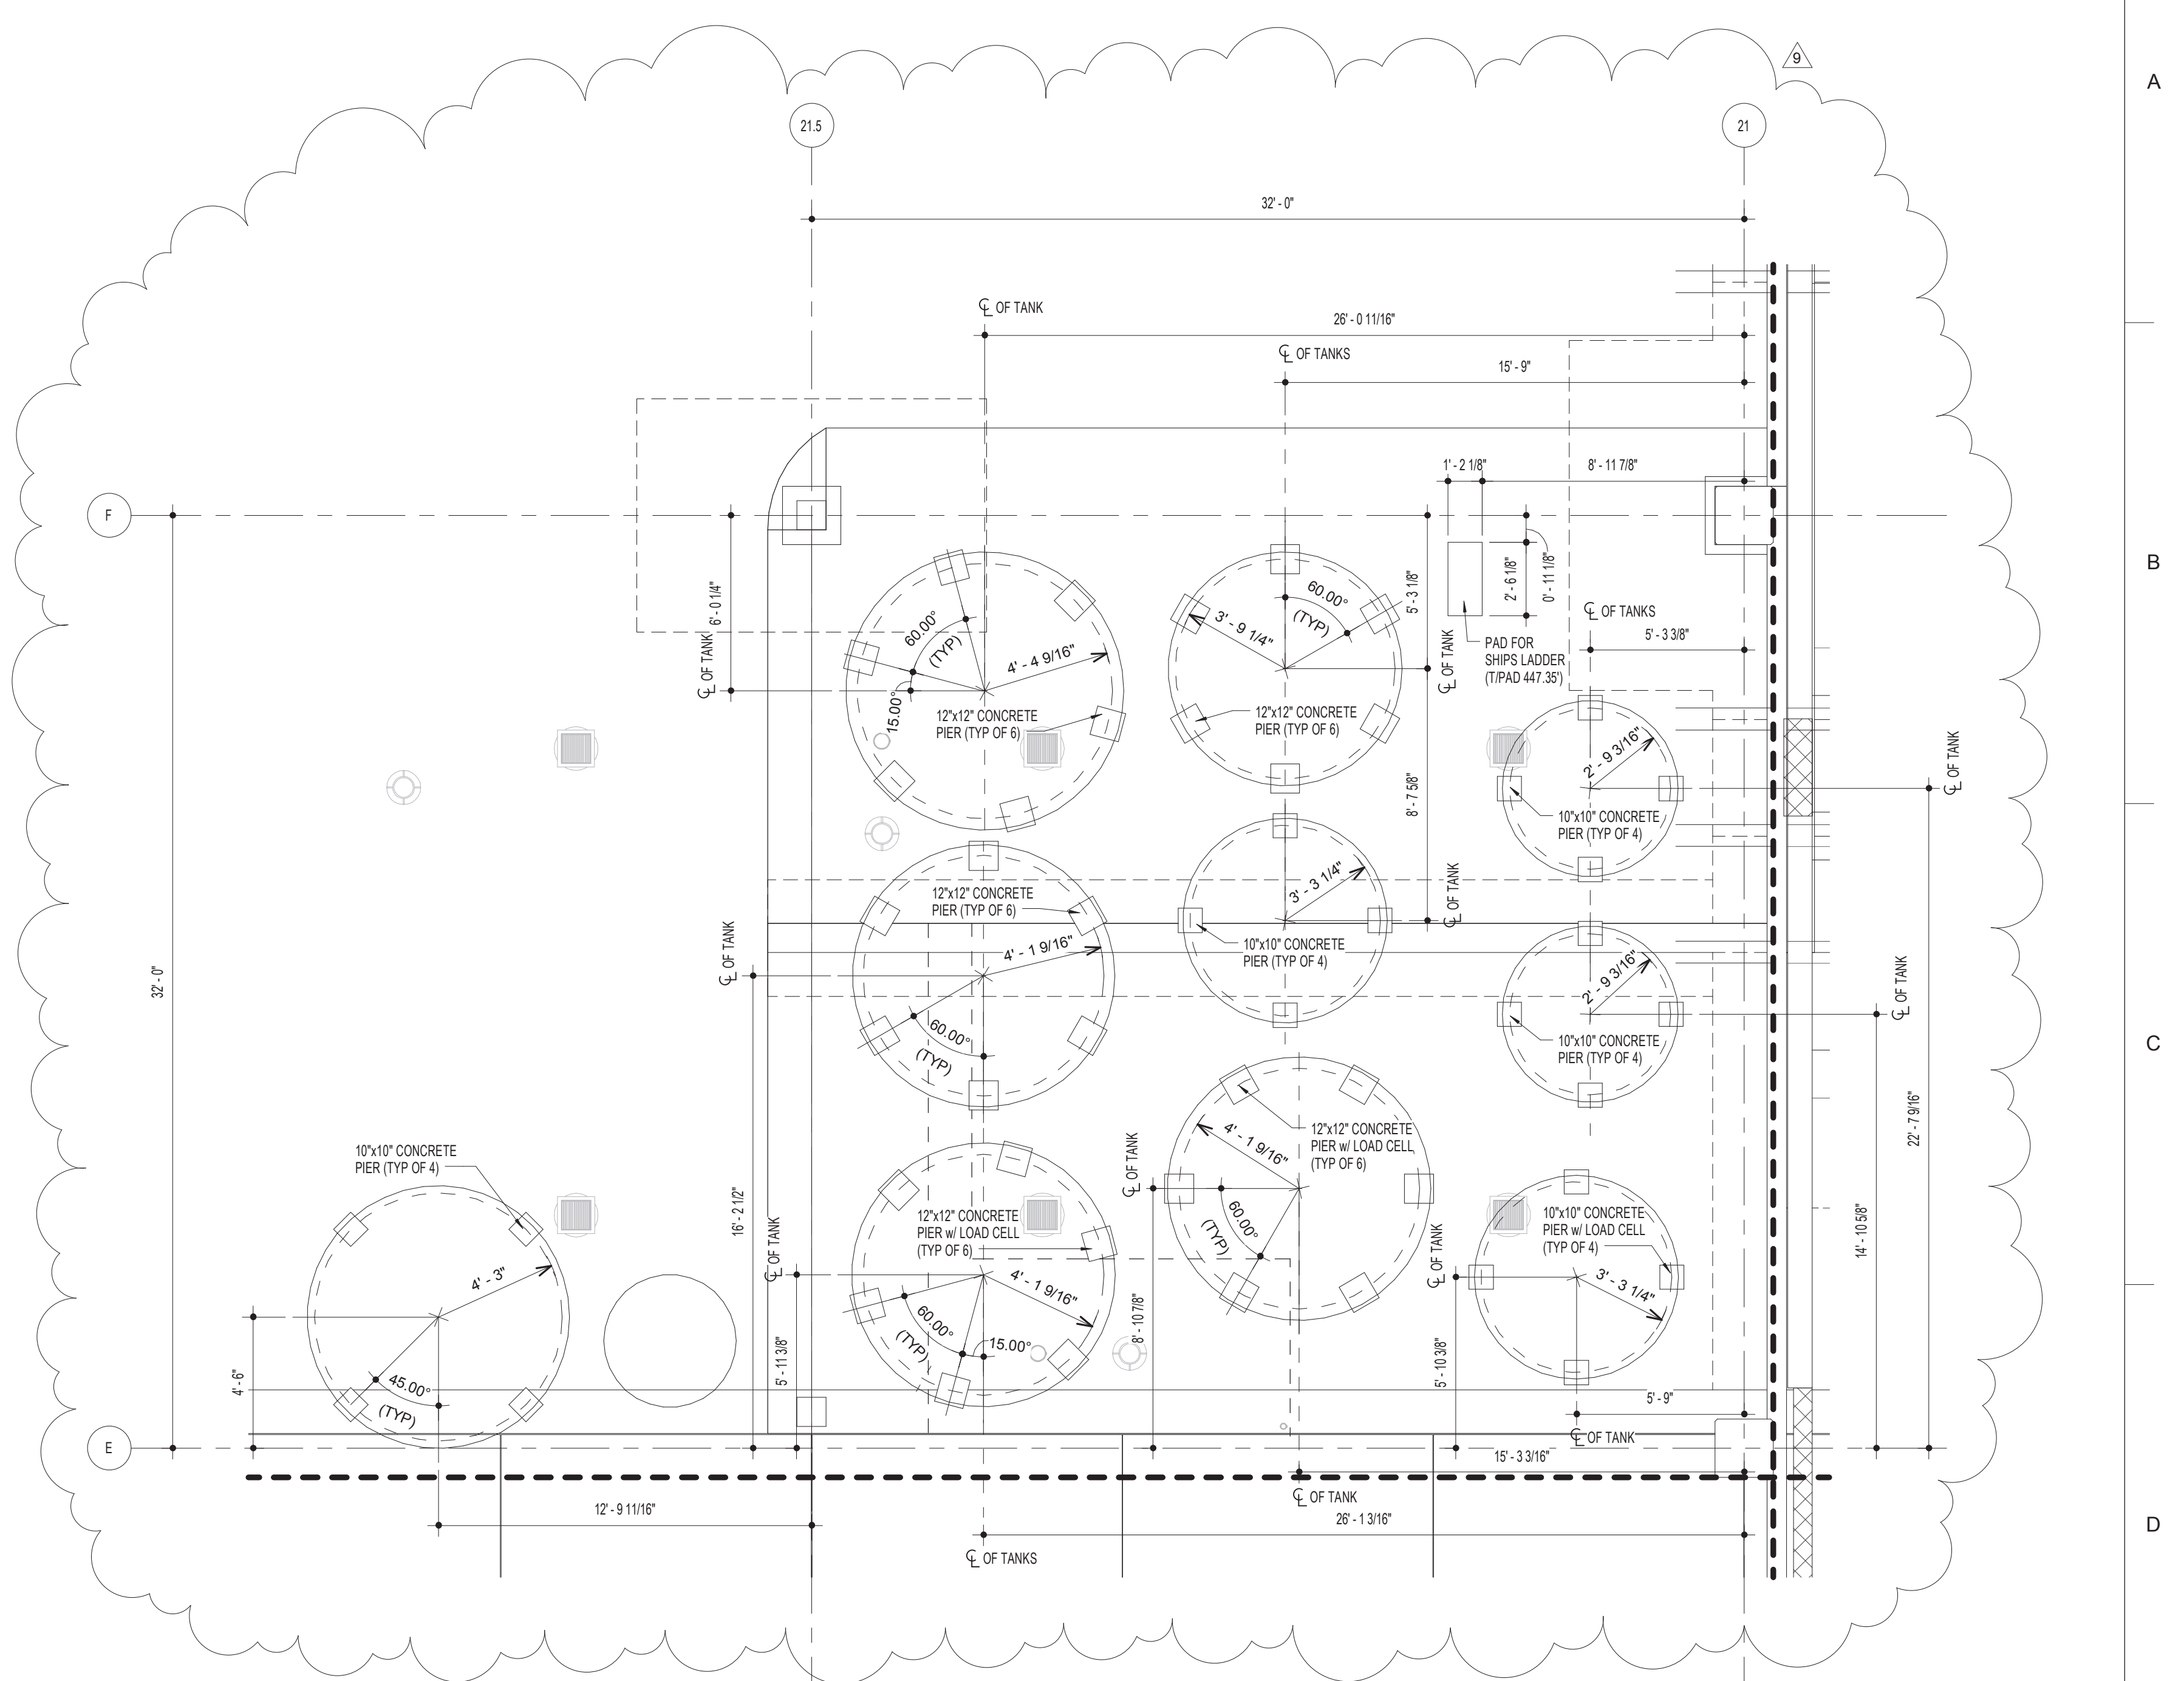 9
A
21.5
21
32' - 0"
℄ OF TANK
26' - 0 11/16"
℄ OF TANKS
15' - 9"
1' - 2 1/8"
8' - 11 7/8"
F
B
6' - 0 1/4"
℄ OF TANK
60.00°
(TYP)
15.00°
4' - 4 9/16"
12"x12" CONCRETE
PIER (TYP OF 6)
60.00°
(TYP)
3' - 9 1/4"
12"x12" CONCRETE
PIER (TYP OF 6)
5' - 3 1/8"
℄ OF TANK
2' - 6 1/8"
0' - 11 1/8"
PAD FOR
SHIPS LADDER
(T/PAD 447.35')
℄ OF TANKS
5' - 3 3/8"
2' - 9 3/16"
10"x10" CONCRETE
PIER (TYP OF 4)
℄ OF TANK
8' - 7 5/8"
12"x12" CONCRETE
PIER (TYP OF 6)
4' - 1 9/16"
60.00°
(TYP)
℄ OF TANK
3' - 3 1/4"
10"x10" CONCRETE
PIER (TYP OF 4)
℄ OF TANK
2' - 9 3/16"
10"x10" CONCRETE
PIER (TYP OF 4)
℄ OF TANK
32' - 0"
C
22' - 7 9/16"
14' - 10 5/8"
10"x10" CONCRETE
PIER (TYP OF 4)
4' - 3"
45.00°
(TYP)
4' - 6"
16' - 2 1/2"
℄ OF TANK
5' - 11 3/8"
12"x12" CONCRETE
PIER w/ LOAD CELL
(TYP OF 6)
4' - 1 9/16"
60.00°
(TYP)
15.00°
℄ OF TANK
8' - 10 7/8"
4' - 1 9/16"
12"x12" CONCRETE
PIER w/ LOAD CELL
(TYP OF 6)
60.00°
(TYP)
℄ OF TANK
5' - 10 3/8"
10"x10" CONCRETE
PIER w/ LOAD CELL
(TYP OF 4)
3' - 3 1/4"
5' - 9"
℄ OF TANK
E
15' - 3 3/16"
℄ OF TANK
12' - 9 11/16"
26' - 1 3/16"
℄ OF TANKS
D